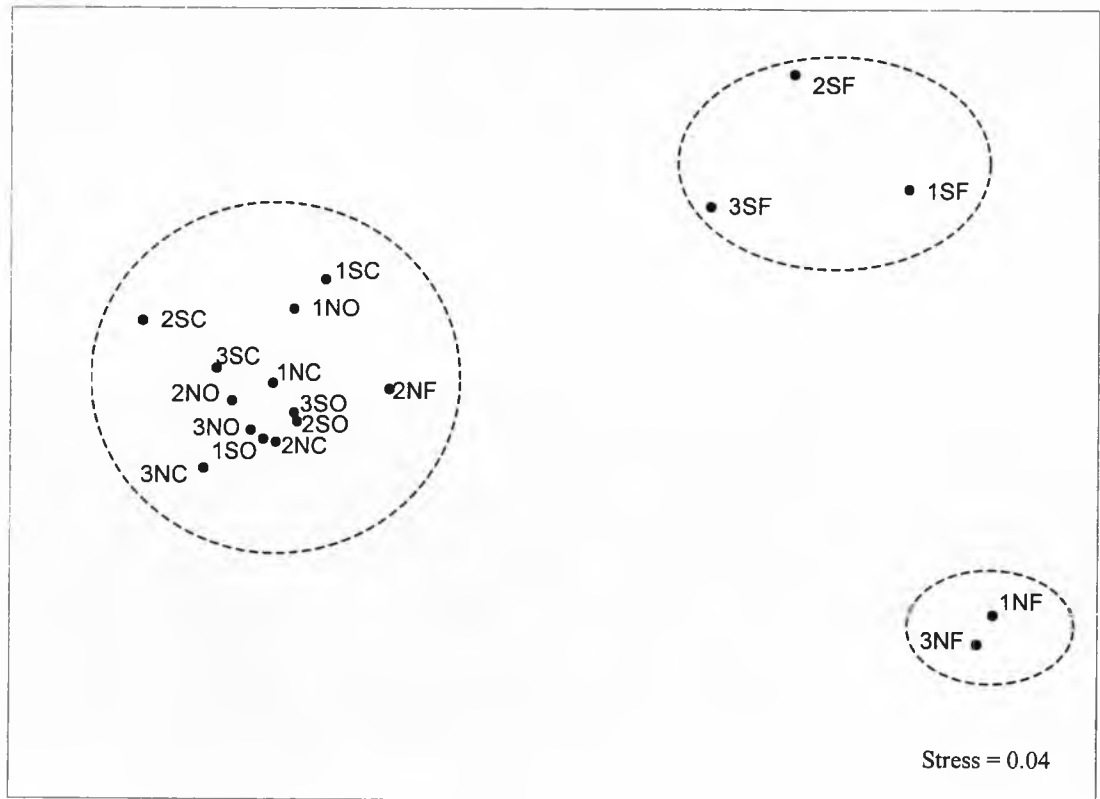 2SF
1SF
3SF
1SC
1NO
2SC
3SC
1NC
2NO
2NF
3SO
2SO
3NO
1SO
2NC
3NC
1NF
3NF
Stress = 0.04